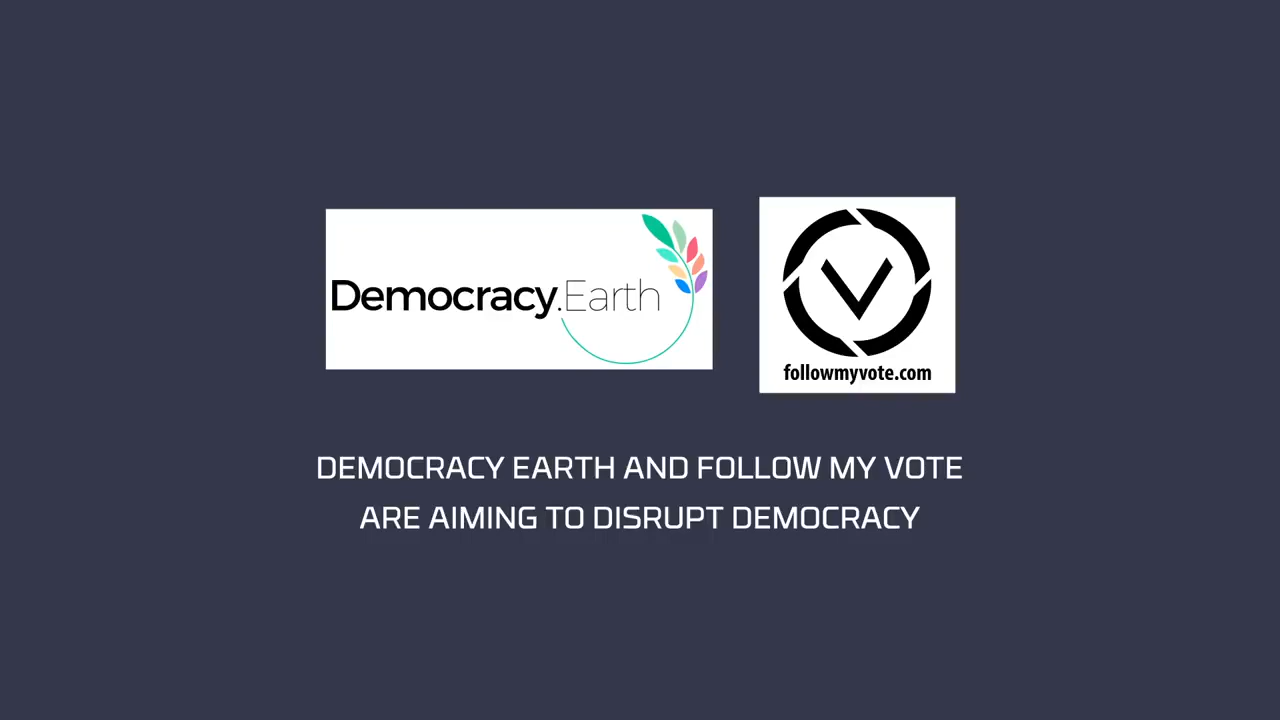 Democracy.Earth
followmyvote.com
DEMOCRACY EARTH AND FOLLOW MY VOTE
ARE AIMING TO DISRUPT DEMOCRACY